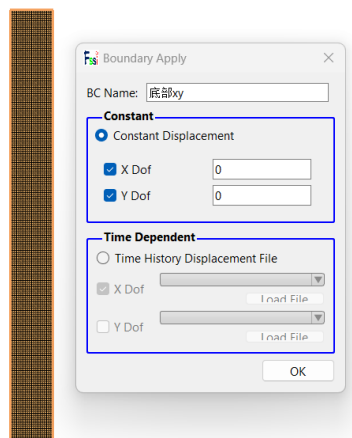 FssI Boundary Apply
BC Name: 底部xy
Constant
Constant Displacement
X Dof 0
Y Dof 0
Time Dependent
Time History Displacement File
X Dof
Load File
Y Dof
Load File
OK